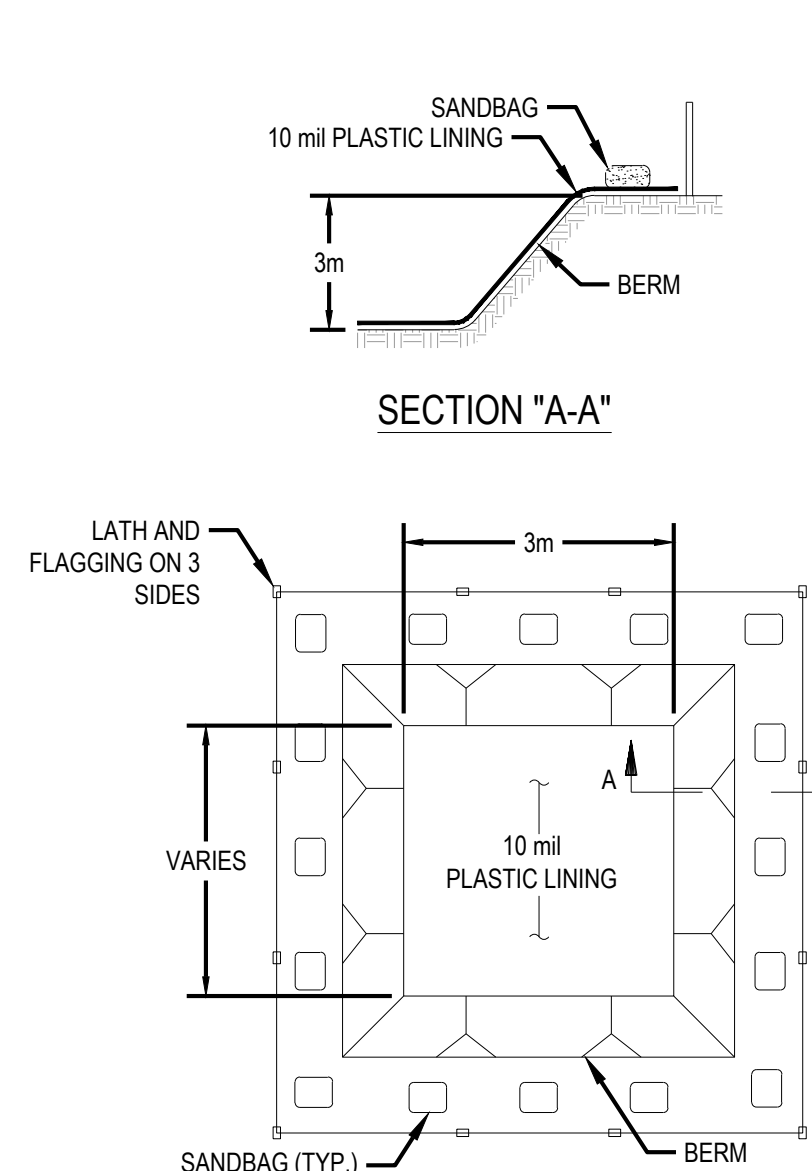 SANDBAG
10 mil PLASTIC LINING
3m
BERM
SECTION "A-A"
LATH AND
FLAGGING ON 3
SIDES
3m
A
VARIES
10 mil
PLASTIC LINING
BERM
SANDBAG (TYP.)